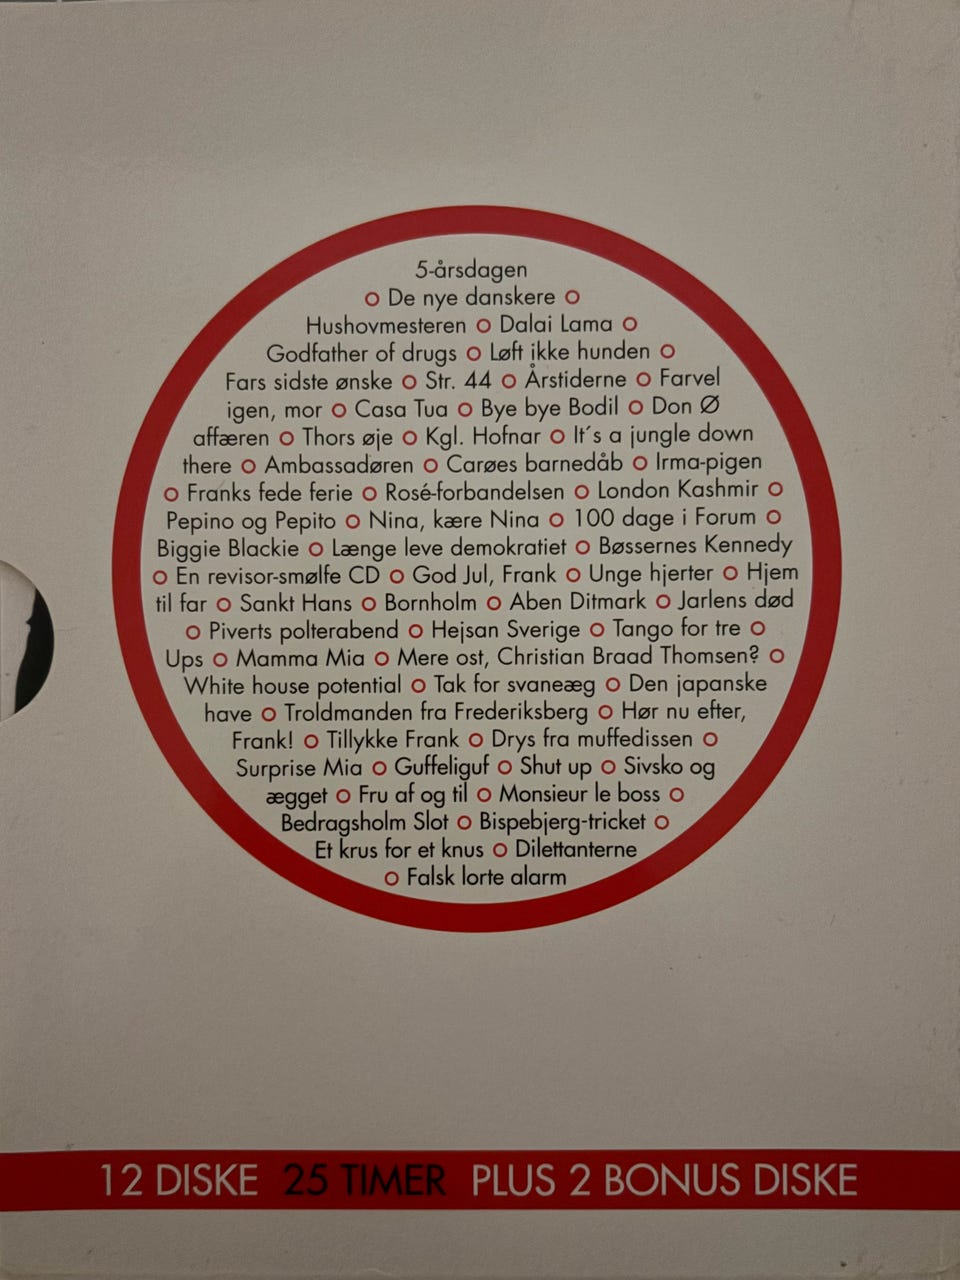 5-årsdagen
o De nye danskere o
Hushovmesteren o Dalai Lama o
Godfather of drugs o Løft ikke hunden o
Fars sidste ønske o Str. 44 o Årstiderne o Farvel
igen, mor o Casa Tua o Bye bye Bodil o Don Ø
affæren o Thors øje o Kgl. Hofnar o It´s a jungle down
there o Ambassadøren o Carøes barnedåb o Irma-pigen
o Franks fede ferie o Rosé-forbandelsen o London Kashmir o
Pepino og Pepito o Nina, kære Nina o 100 dage i Forum o
Biggie Blackie o Længe leve demokratiet o Bøssernes Kennedy
o En revisor-smølfe CD o God Jul, Frank o Unge hjerter o Hjem
til far o Sankt Hans o Bornholm o Aben Ditmark o Jarlens død
o Piverts polterabend o Hejsan Sverige o Tango for tre o
Ups o Mamma Mia o Mere ost, Christian Braad Thomsen? o
White house potential o Tak for svaneæg o Den japanske
have o Troldmanden fra Frederiksberg o Hør nu efter,
Frank! o Tillykke Frank o Drys fra muffedissen o
Surprise Mia o Guffeliguf o Shut up o Sivsko og
ægget o Fru af og til o Monsieur le boss o
Bedragsholm Slot o Bispebjerg-tricket o
Et krus for et knus o Dilettanterne
o Falsk lorte alarm
12 DISKE 25 TIMER PLUS 2 BONUS DISKE